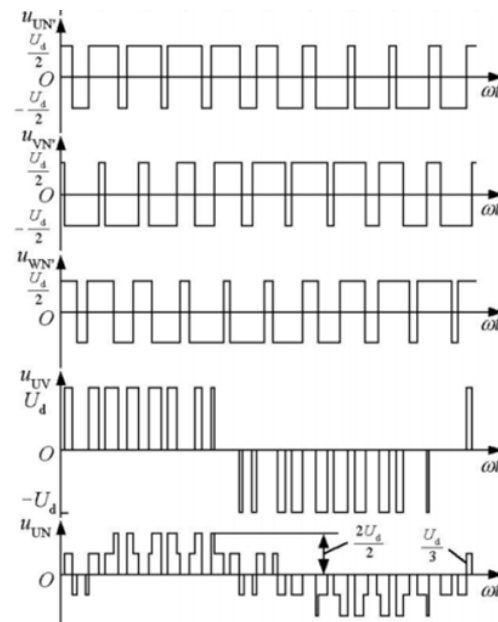 u_UN'
U_d/2
O
ωt
-U_d/2
u_VN'
U_d/2
O
ωt
-U_d/2
u_WN'
U_d/2
O
ωt
u_UV
U_d
O
ωt
-U_d
u_UN
2U_d/2
U_d/3
O
ωt